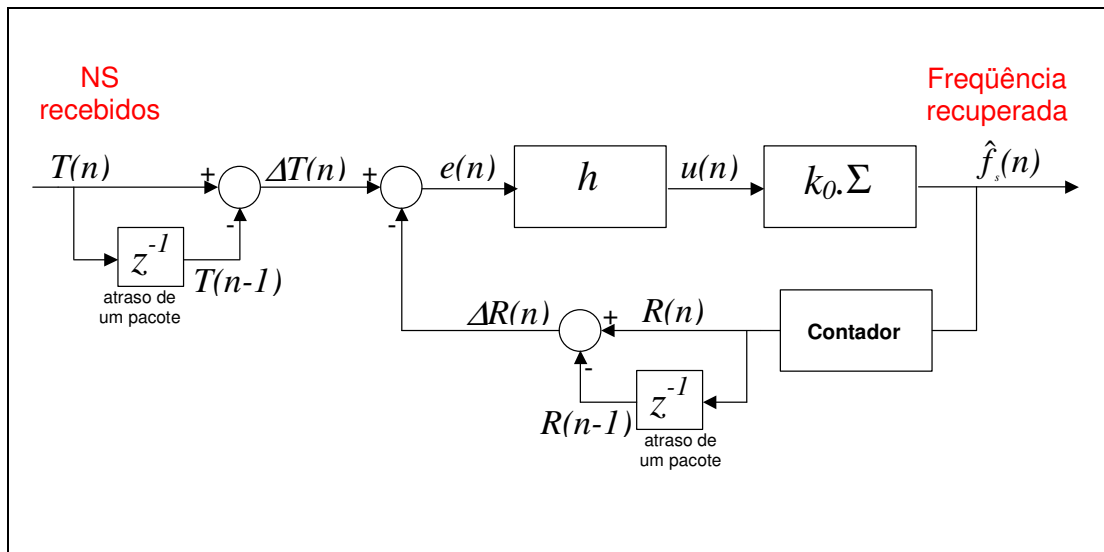 NS
recebidos
Freqüência
recuperada
T(n)
+
-
ΔT(n)
+
-
e(n)
h
u(n)
k₀.Σ
f̂ₛ(n)
z⁻¹
T(n-1)
atraso de
um pacote
ΔR(n)
+
-
R(n)
Contador
z⁻¹
R(n-1)
atraso de
um pacote